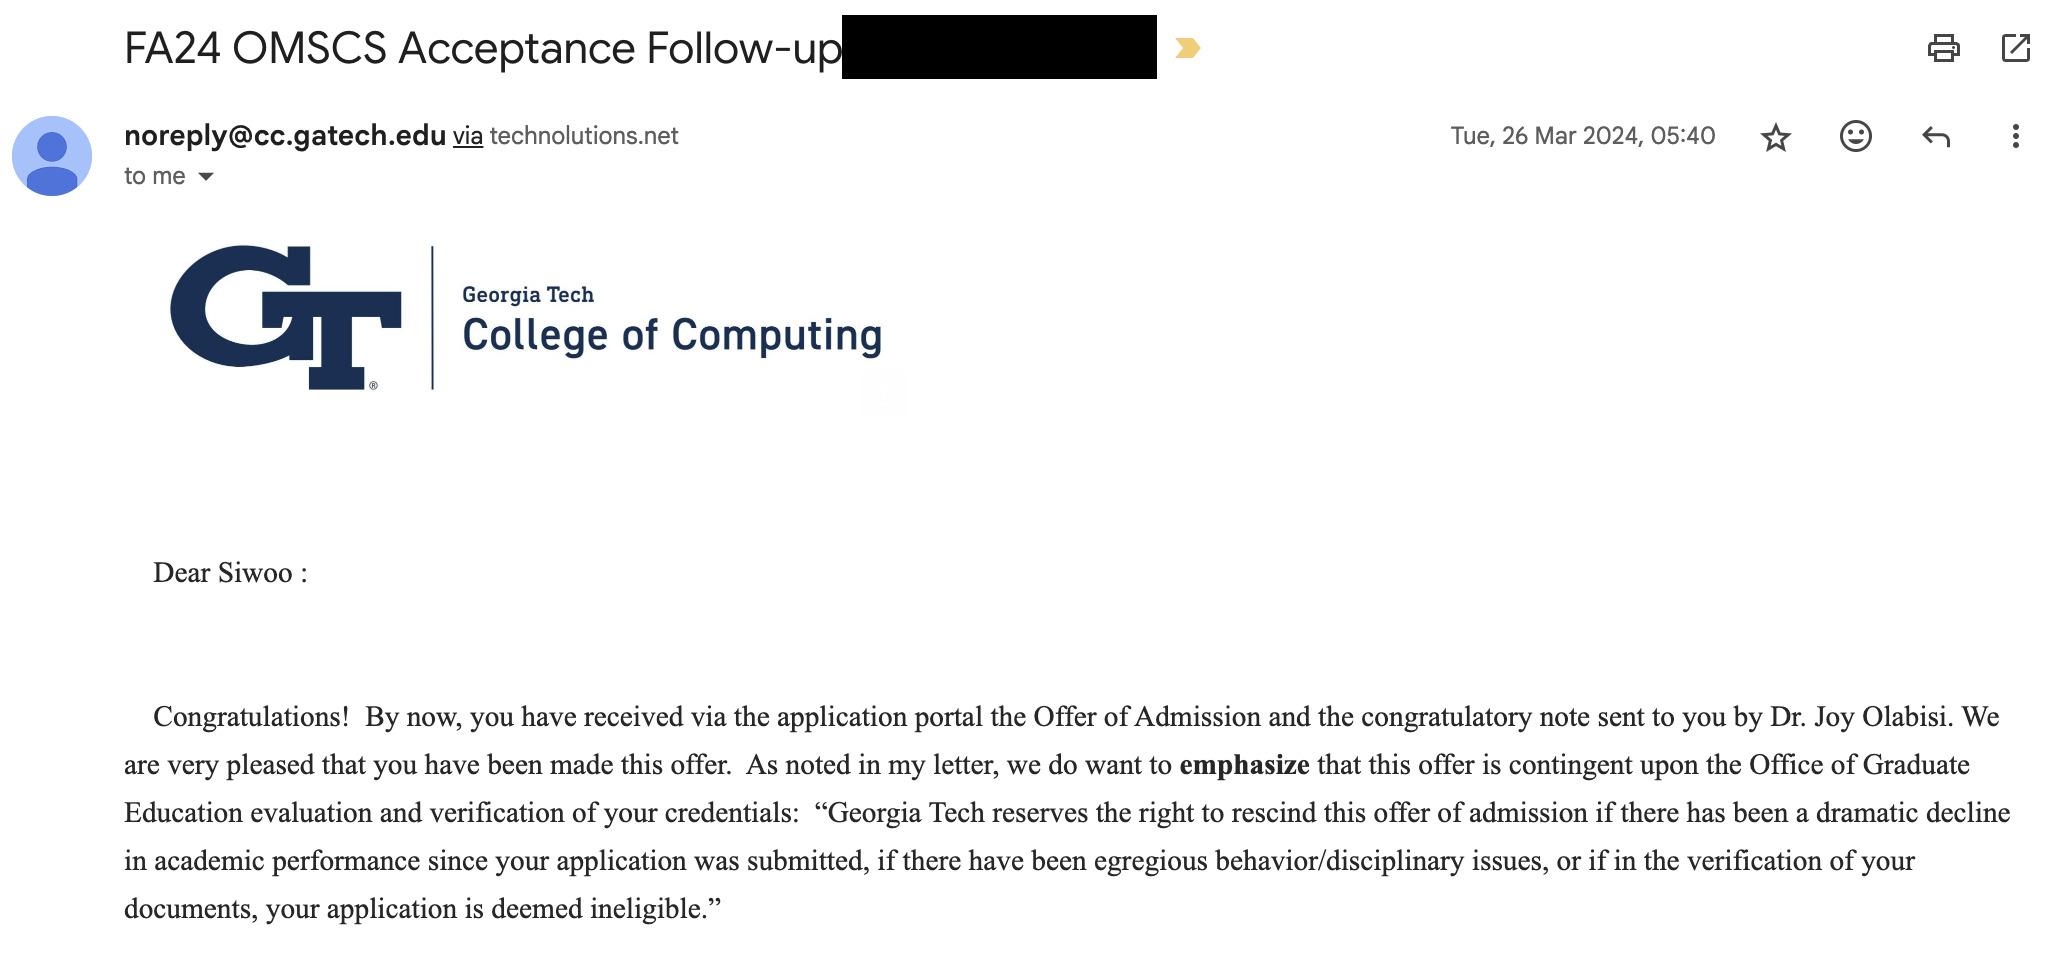 FA24 OMSCS Acceptance Follow-up
noreply@cc.gatech.edu via technolutions.net
Tue, 26 Mar 2024, 05:40
to me
GT ®
Georgia Tech
College of Computing
Dear Siwoo :
Congratulations!  By now, you have received via the application portal the Offer of Admission and the congratulatory note sent to you by Dr. Joy Olabisi. We
are very pleased that you have been made this offer.  As noted in my letter, we do want to emphasize that this offer is contingent upon the Office of Graduate
Education evaluation and verification of your credentials:  “Georgia Tech reserves the right to rescind this offer of admission if there has been a dramatic decline
in academic performance since your application was submitted, if there have been egregious behavior/disciplinary issues, or if in the verification of your
documents, your application is deemed ineligible.”